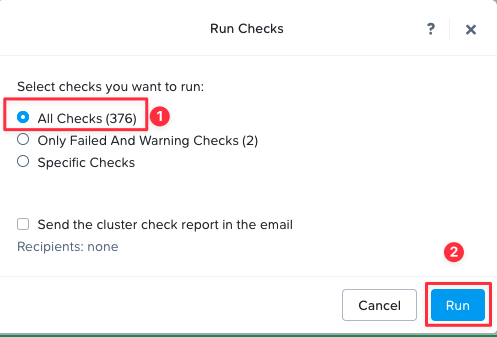 Run Checks
? ×
Select checks you want to run:
All Checks (376) 1
Only Failed And Warning Checks (2)
Specific Checks
Send the cluster check report in the email
Recipients: none
2
Cancel Run